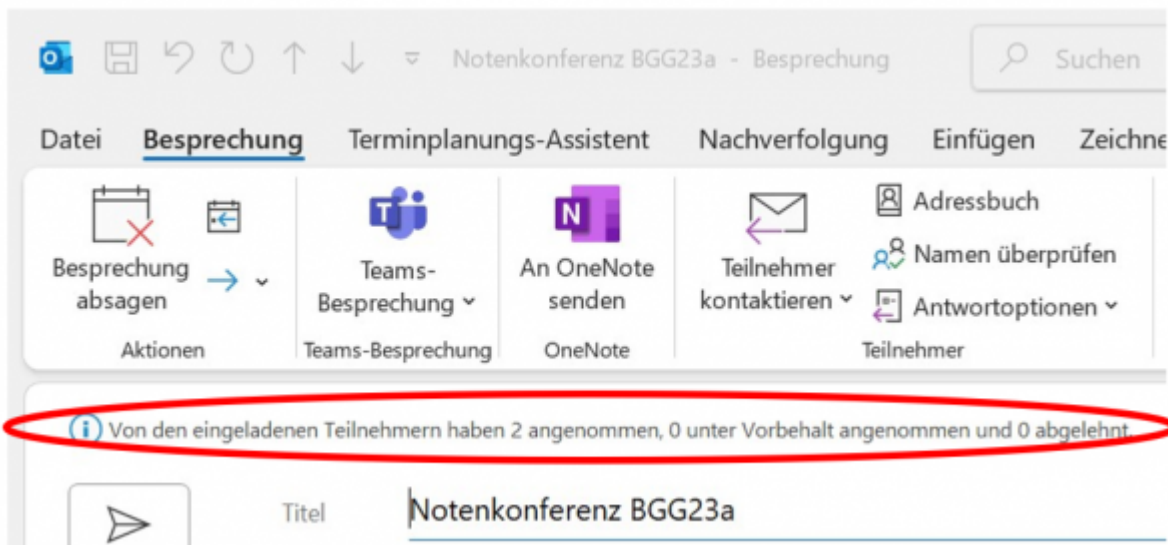 Notenkonferenz BGG23a - Besprechung
Suchen
Datei
Besprechung
Terminplanungs-Assistent
Nachverfolgung
Einfügen
Zeichne
Besprechung
absagen
Aktionen
Teams-
Besprechung
Teams-Besprechung
An OneNote
senden
OneNote
Teilnehmer
kontaktieren
Adressbuch
Namen überprüfen
Antwortoptionen
Teilnehmer
Von den eingeladenen Teilnehmern haben 2 angenommen, 0 unter Vorbehalt angenommen und 0 abgelehnt.
Titel
Notenkonferenz BGG23a